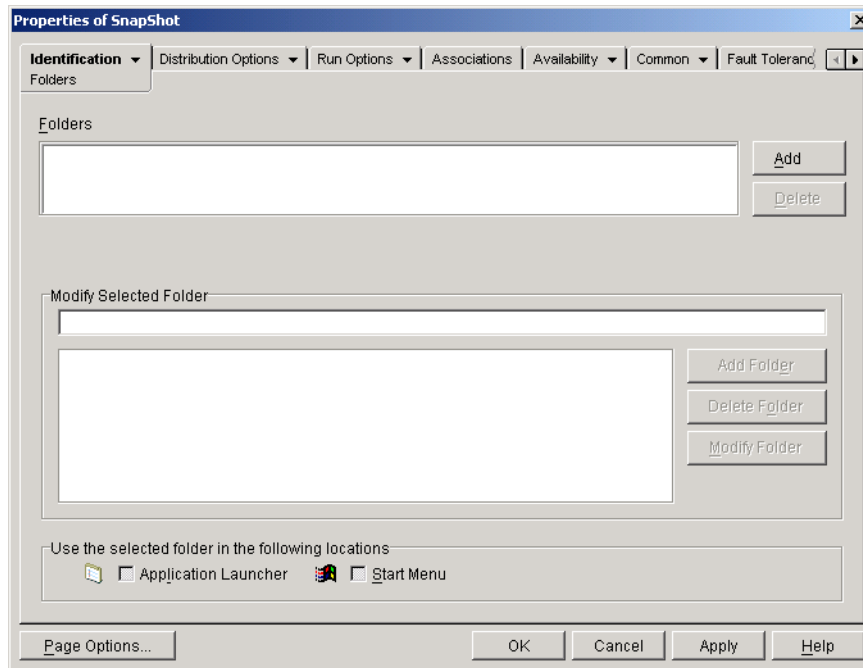 Properties of SnapShot
Identification
Distribution Options
Run Options
Associations
Availability
Common
Fault Toleranc
Folders
Folders
Add
Delete
Modify Selected Folder
Add Folder
Delete Folder
Modify Folder
Use the selected folder in the following locations
Application Launcher
Start Menu
Page Options...
OK
Cancel
Apply
Help